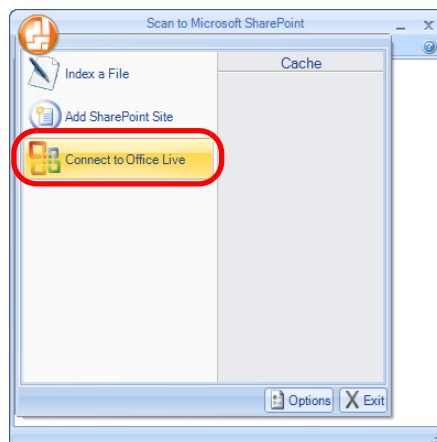 Scan to Microsoft SharePoint
Cache
Index a File
Add SharePoint Site
Connect to Office Live
Options
Exit